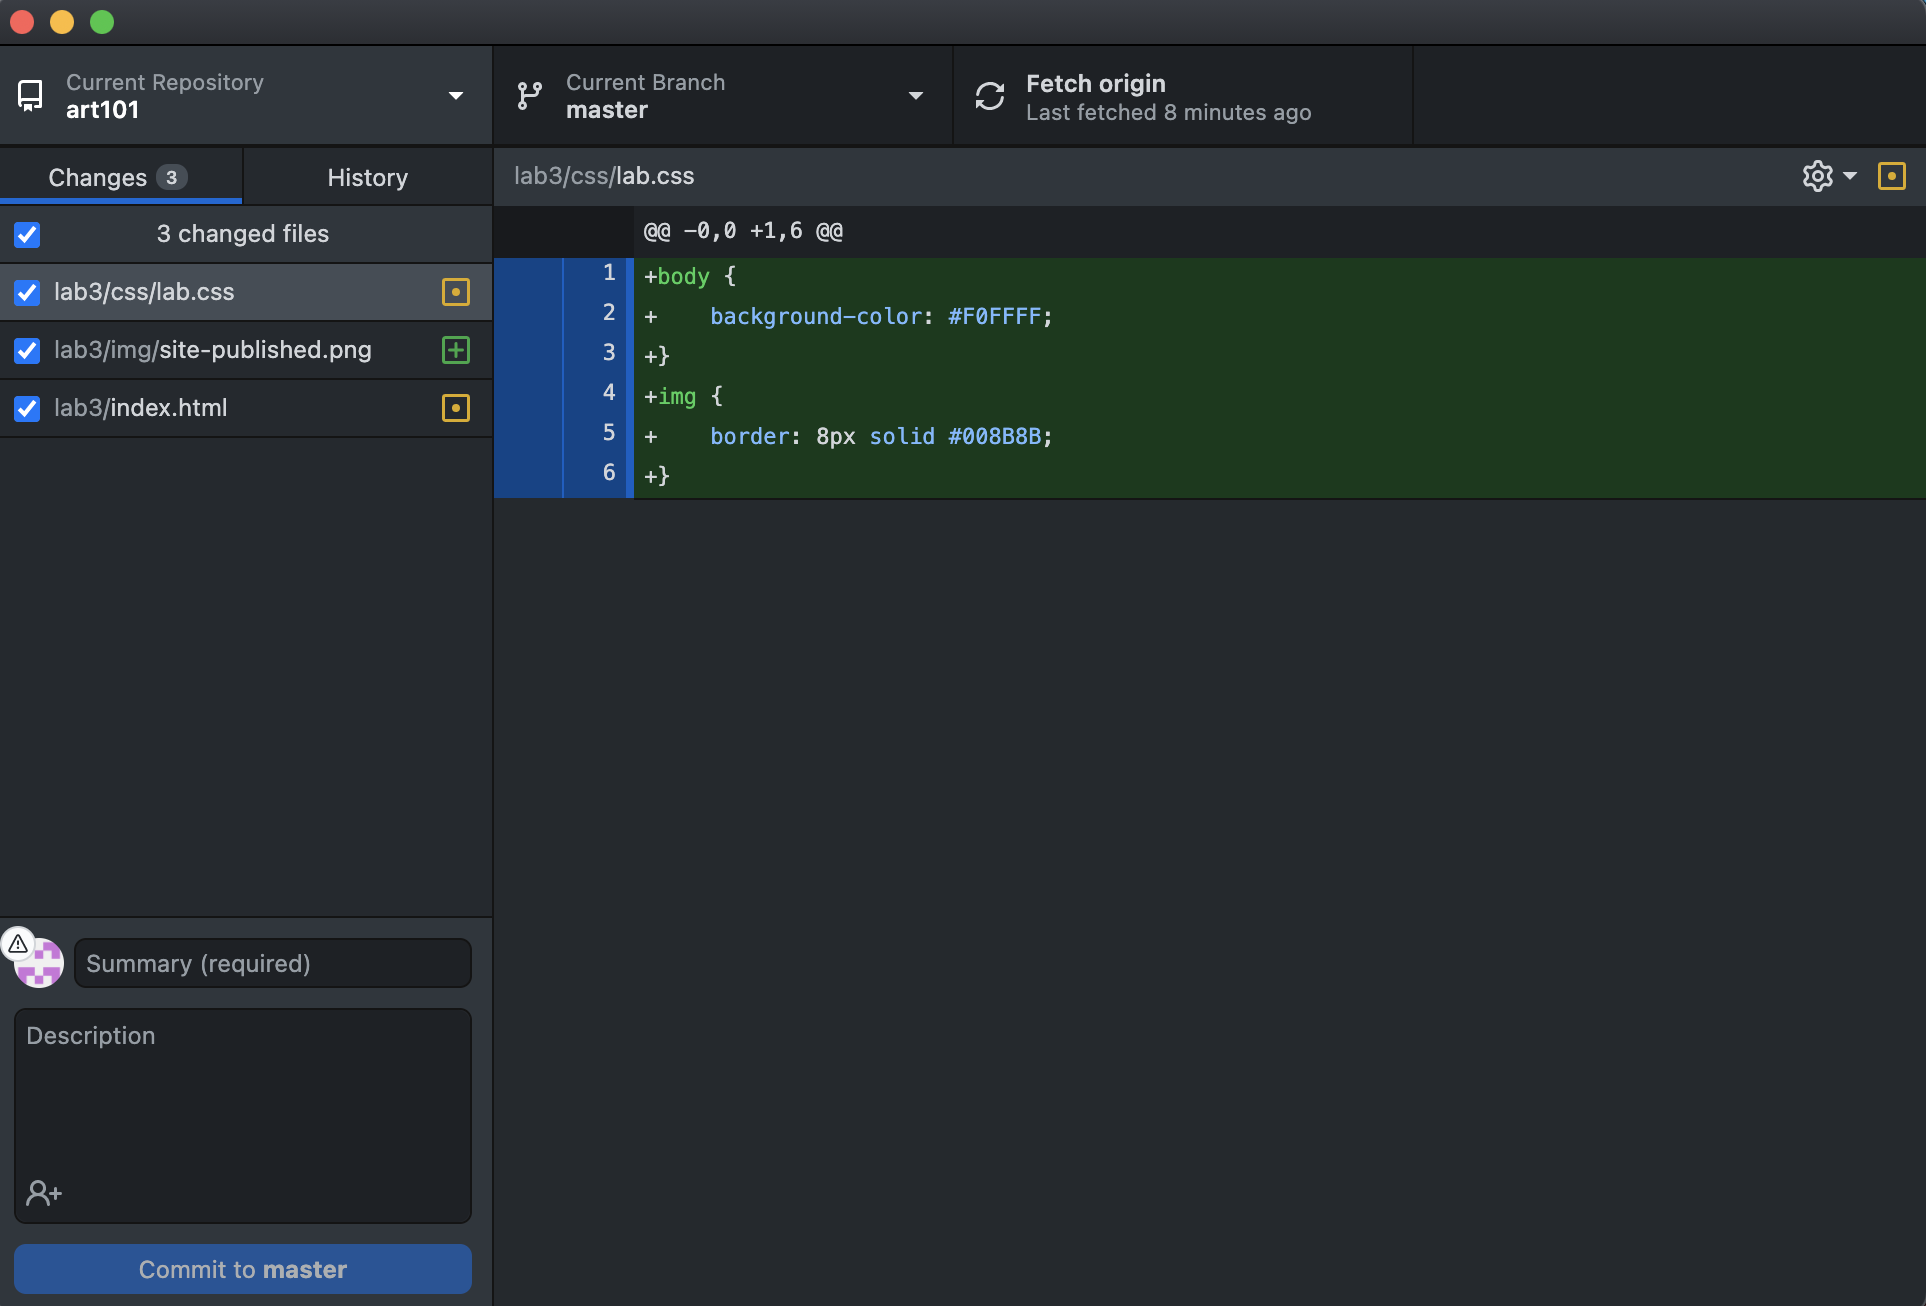 Current Repository
art101
Current Branch
master
Fetch origin
Last fetched 8 minutes ago
Changes 3
History
3 changed files
lab3/css/lab.css
lab3/img/site-published.png
lab3/index.html
Summary (required)
Description
Commit to master
lab3/css/lab.css
@@ -0,0 +1,6 @@
1 +body {
2 +    background-color: #F0FFFF;
3 +}
4 +img {
5 +    border: 8px solid #008B8B;
6 +}